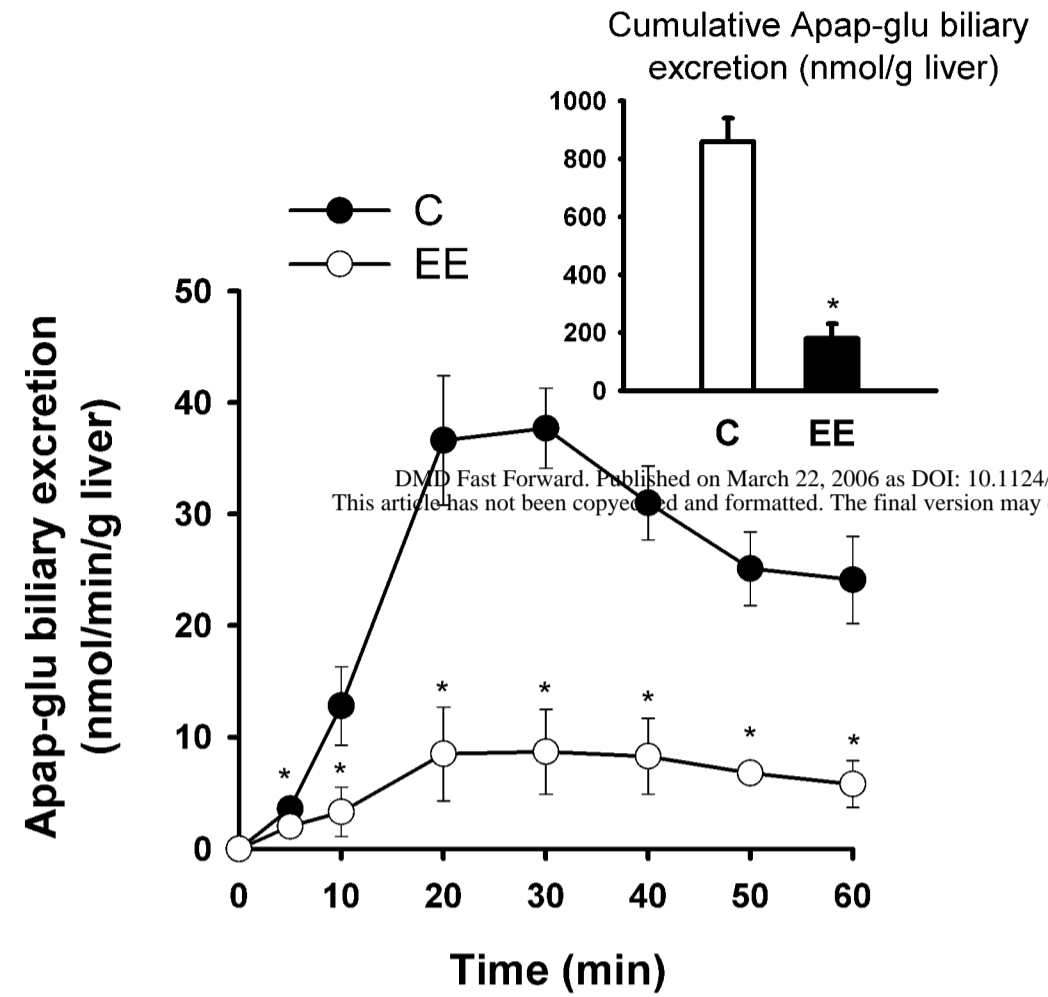 Cumulative Apap-glu biliary
excretion (nmol/g liver)
1000
800
600
400
200
0
*
C
EE
C
EE
Apap-glu biliary excretion
(nmol/min/g liver)
50
40
30
20
10
0
DMD Fast Forward. Published on March 22, 2006 as DOI: 10.1124/
This article has not been copyedited and formatted. The final version may
* * * * * * *
0 10 20 30 40 50 60
Time (min)